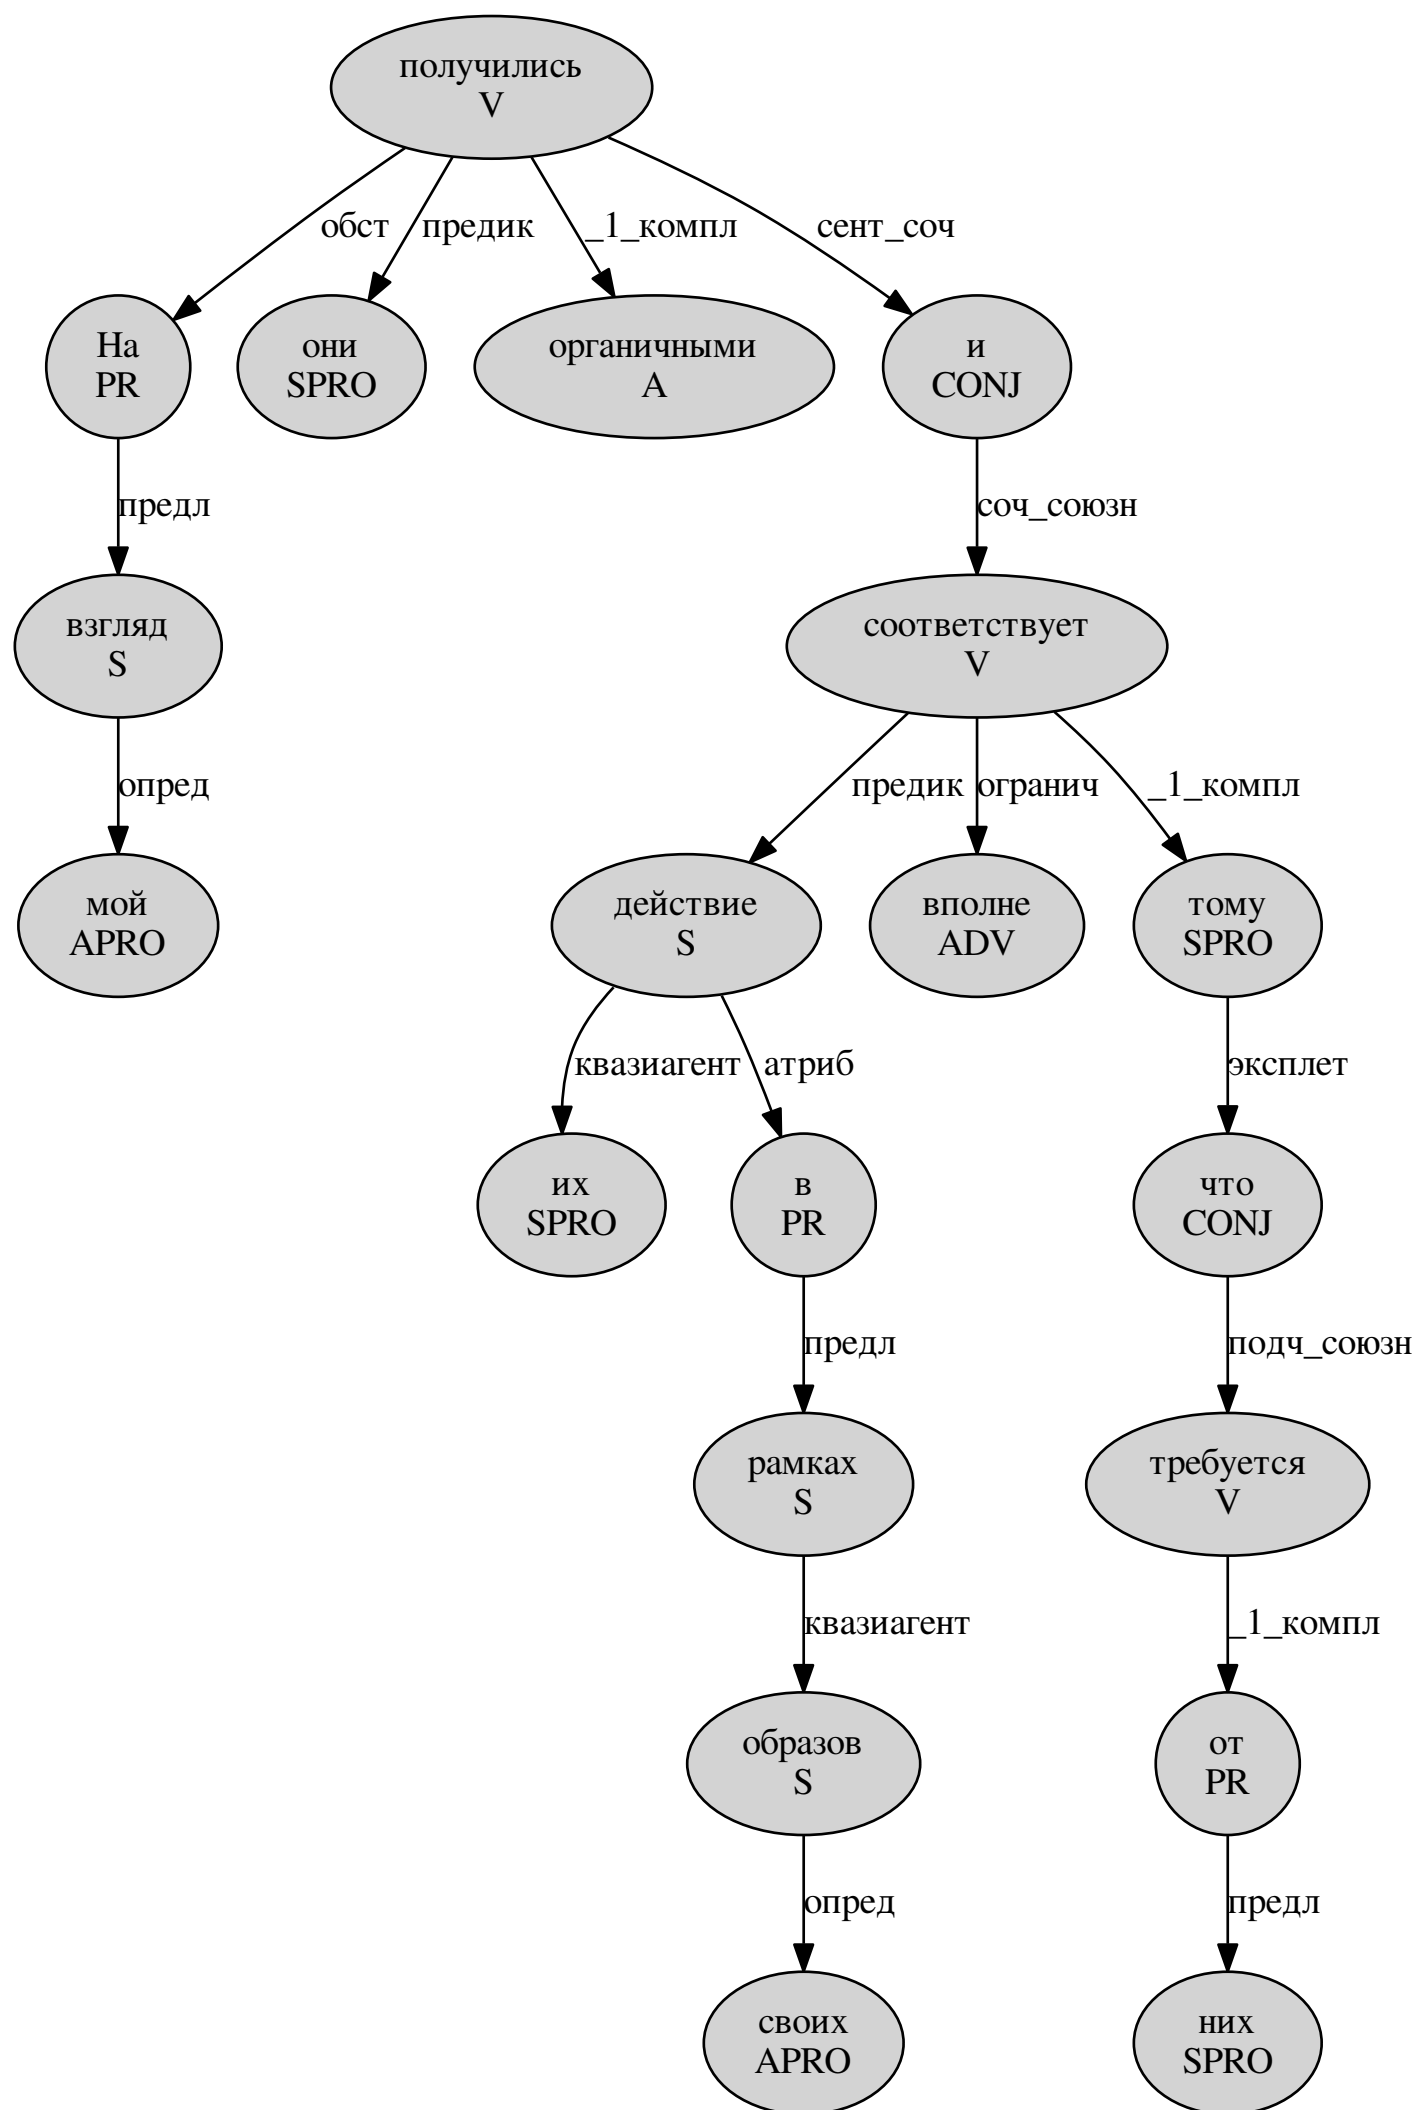 получились
V
обст
предик
_1_компл
сент_соч
На
PR
они
SPRO
органичными
A
и
CONJ
предл
соч_союзн
взгляд
S
соответствует
V
опред
предик
огранич
_1_компл
мой
APRO
действие
S
вполне
ADV
тому
SPRO
квазиагент
атриб
эксплет
их
SPRO
в
PR
что
CONJ
предл
подч_союзн
рамках
S
требуется
V
квазиагент
_1_компл
образов
S
от
PR
опред
предл
своих
APRO
них
SPRO